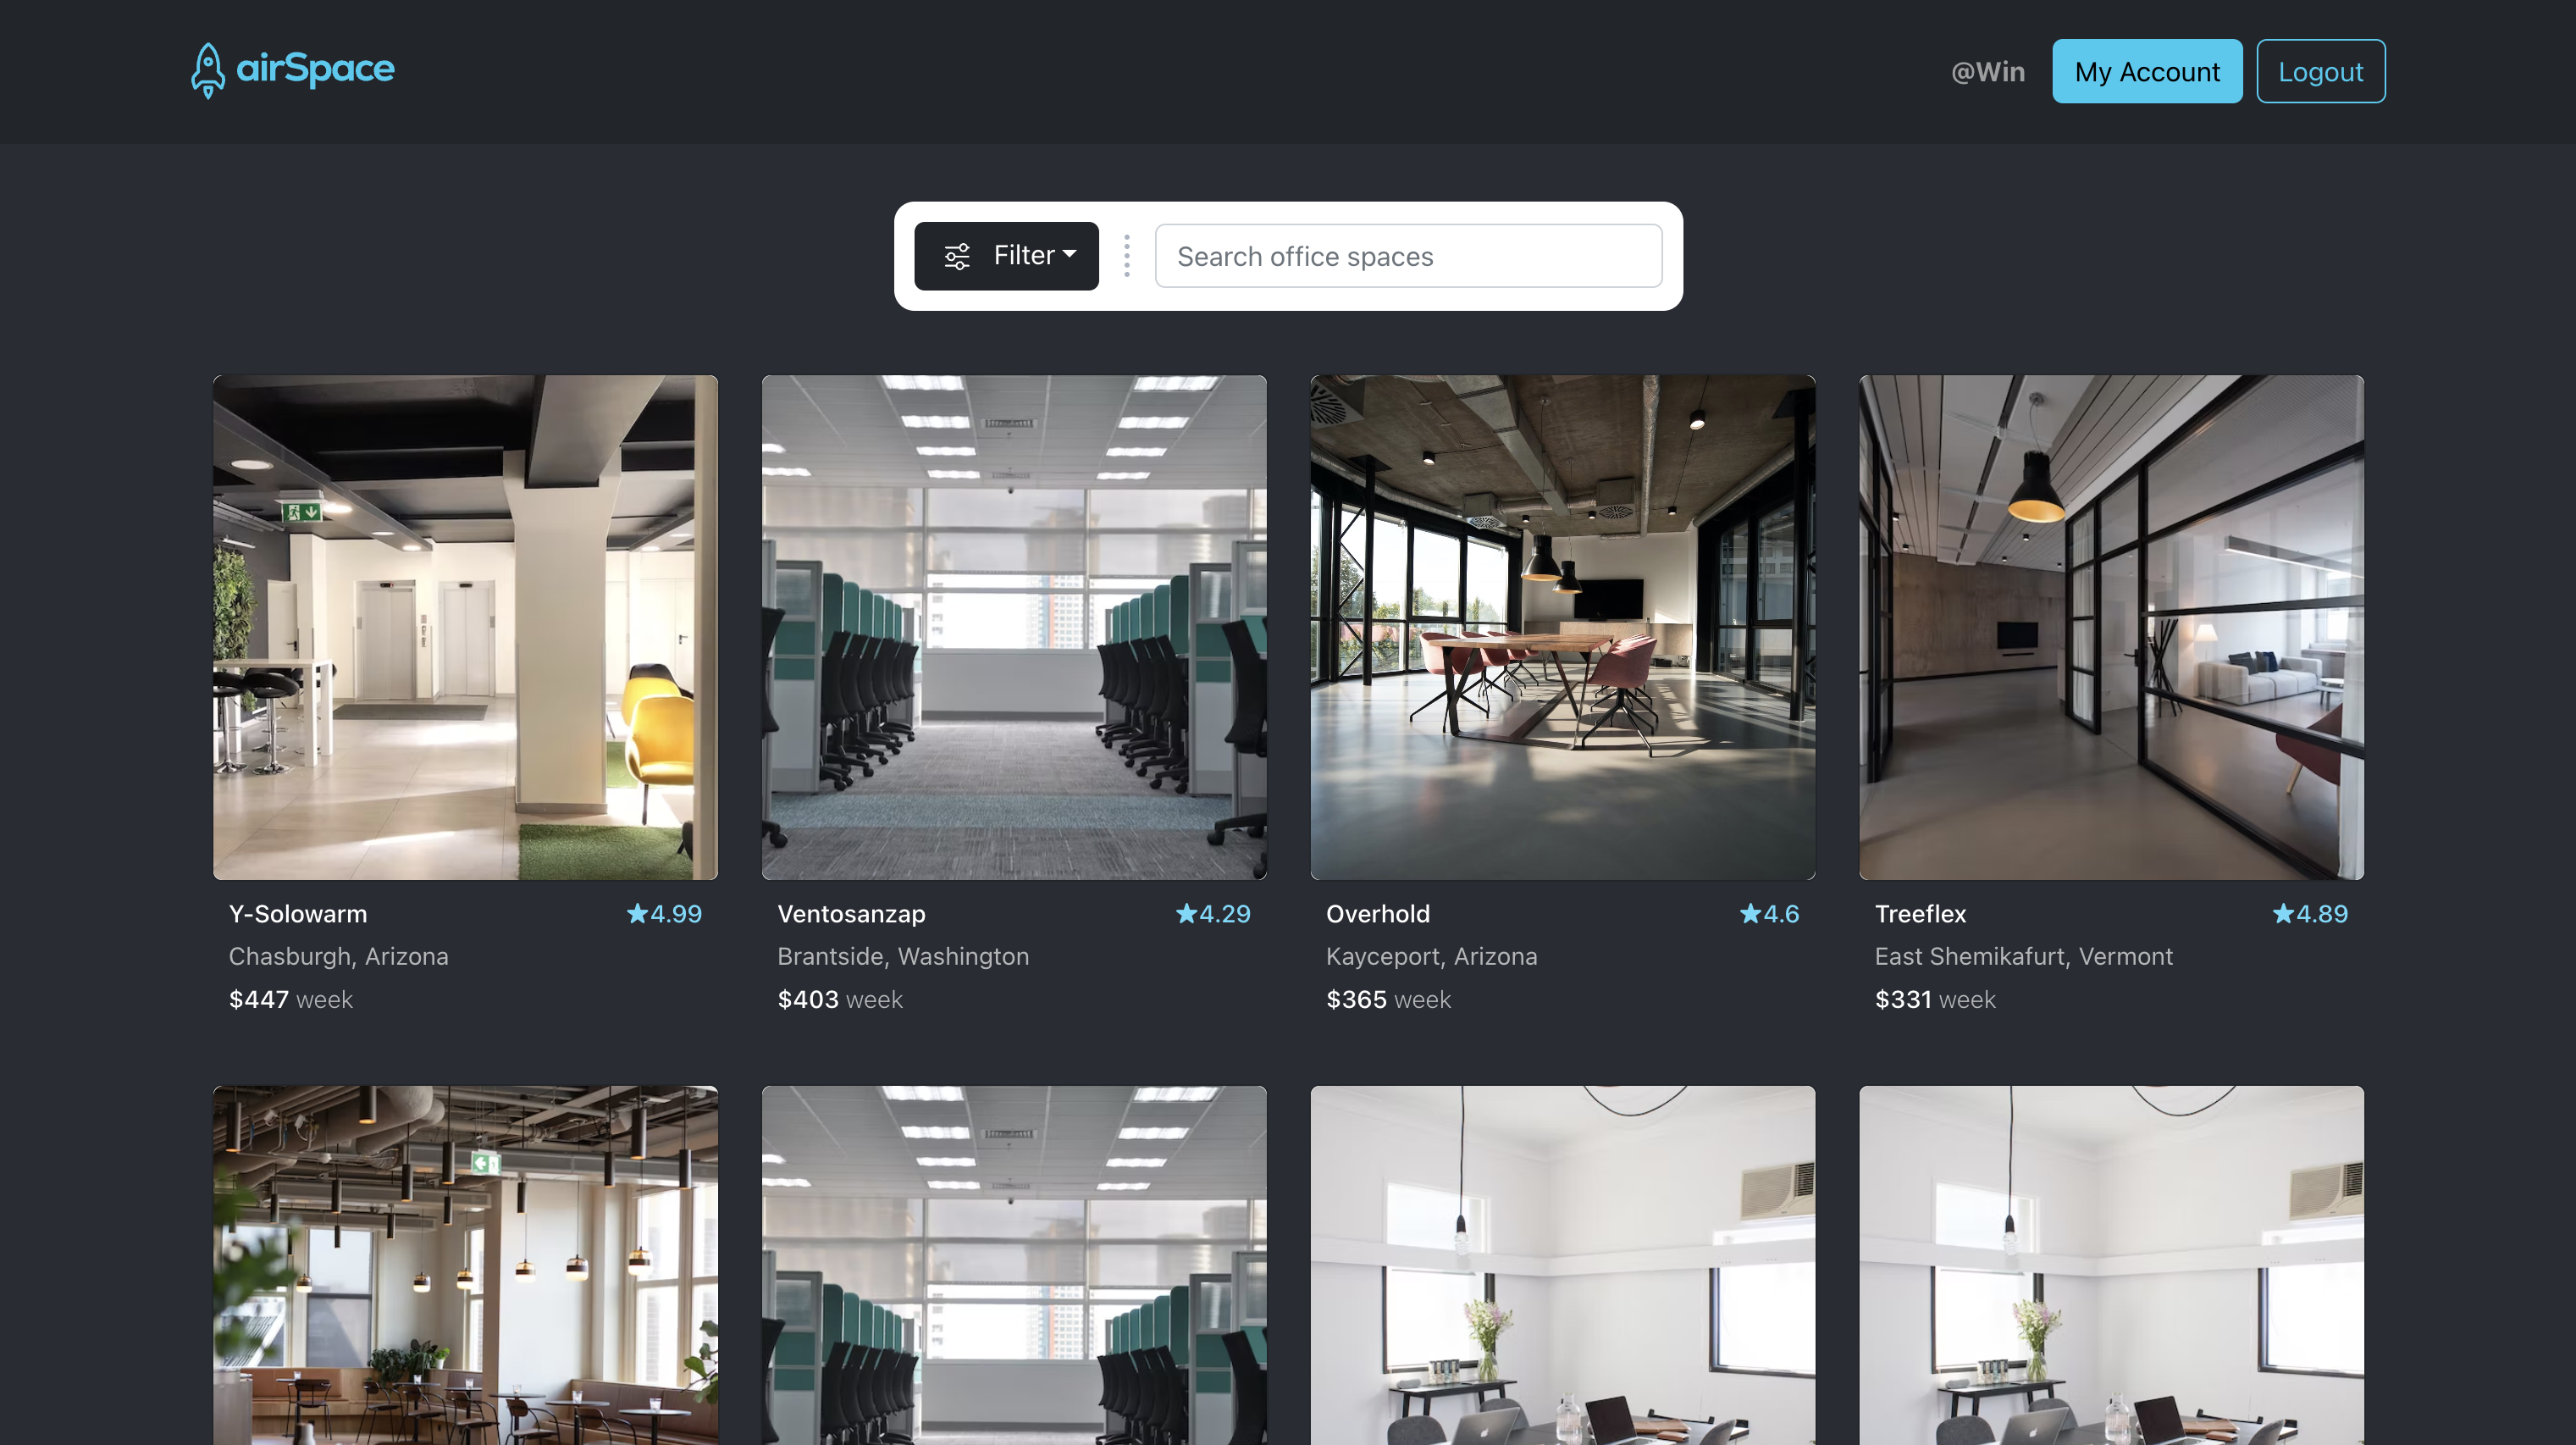 airSpace
@Win
My Account
Logout
Filter
Search office spaces
Y-Solowarm
4.99
Chasburgh, Arizona
$447 week
Ventosanzap
4.29
Brantside, Washington
$403 week
Overhold
4.6
Kayceport, Arizona
$365 week
Treeflex
4.89
East Shemikafurt, Vermont
$331 week